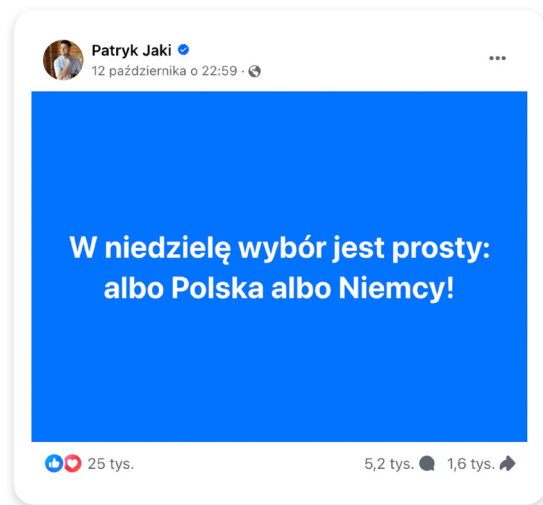 Patryk Jaki
12 października o 22:59 ·
W niedzielę wybór jest prosty:
albo Polska albo Niemcy!
25 tys.
5,2 tys.
1,6 tys.